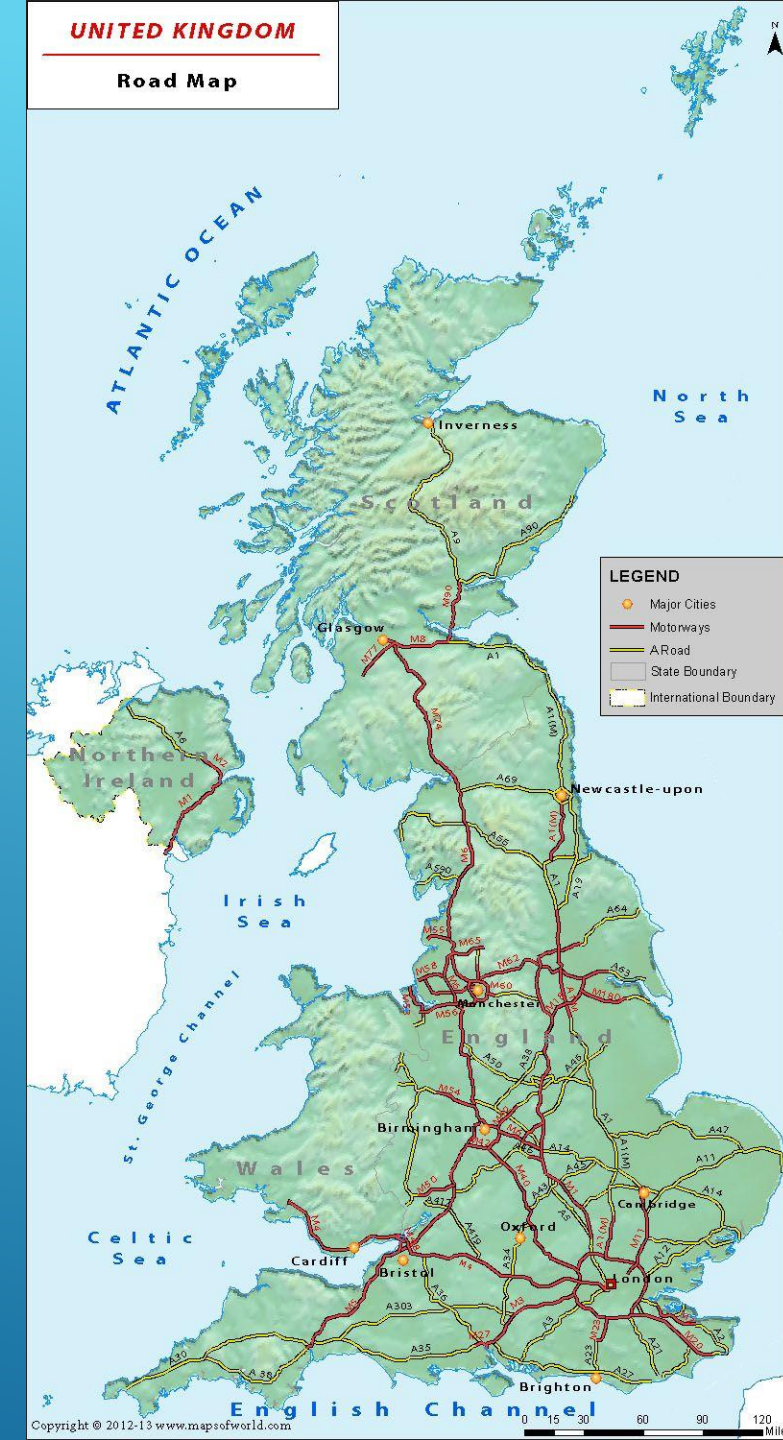 UNITED KINGDOM
Road Map
N
ATLANTIC OCEAN
North
Sea
Inverness
Scotland
A90
A9
LEGEND
Major Cities
Motorways
A Road
State Boundary
International Boundary
M90
Glasgow
M8
M77
A1
A1(M)
M74
A6
Northern
Ireland
M2
M1
A69
Newcastle-upon
A1(M)
M6
A590
A19
A64
Irish
Sea
M55
M65
M58
M62
A63
M60
Manchester
M180
M56
England
St. George Channel
A50
A38
A46
M54
A1
Birmingham
A47
A1(M)
A11
A14
A45
Wales
M50
M40
A43
M1
A14
A417
A5
Cambridge
M4
A419
Oxford
A1(M)
M11
A12
Celtic
Sea
Cardiff
Bristol
A34
M4
London
M5
A36
A303
M3
A3
M23
A2
M20
A21
A35
M27
A23
A27
A30
A38
Brighton
English Channel
Copyright © 2012-13 www.mapsofworld.com
0 15 30 60 90 120